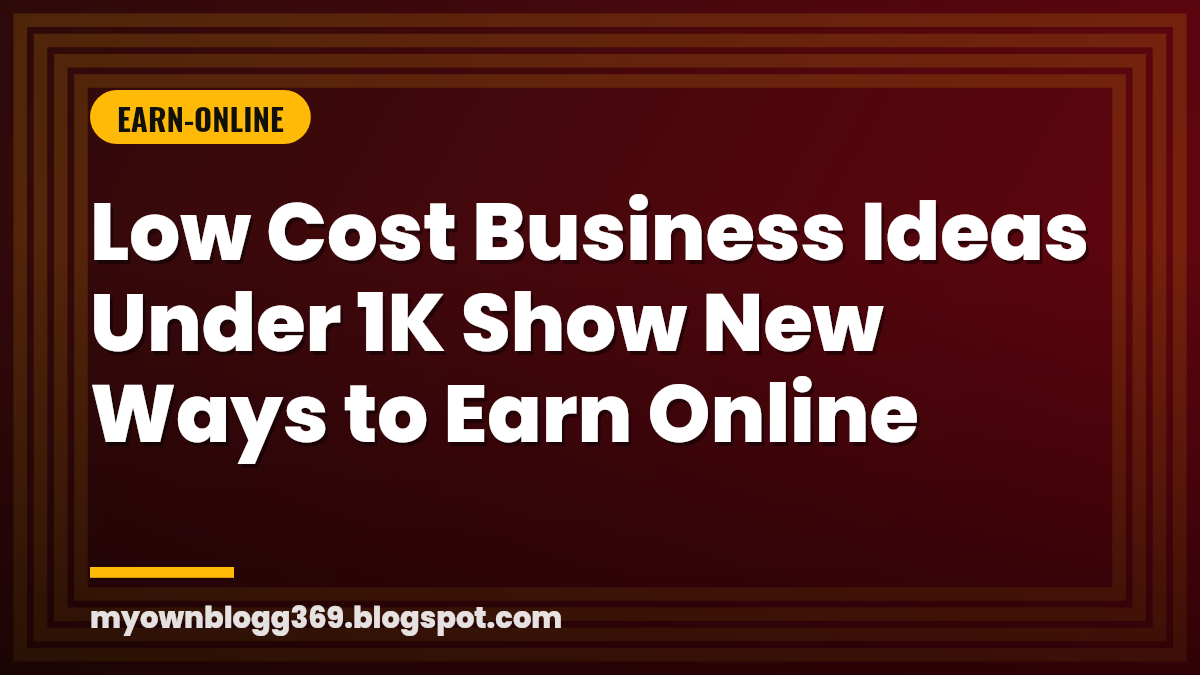 EARN-ONLINE
Low Cost Business Ideas
Under 1K Show New
Ways to Earn Online
myownblogg369.blogspot.com